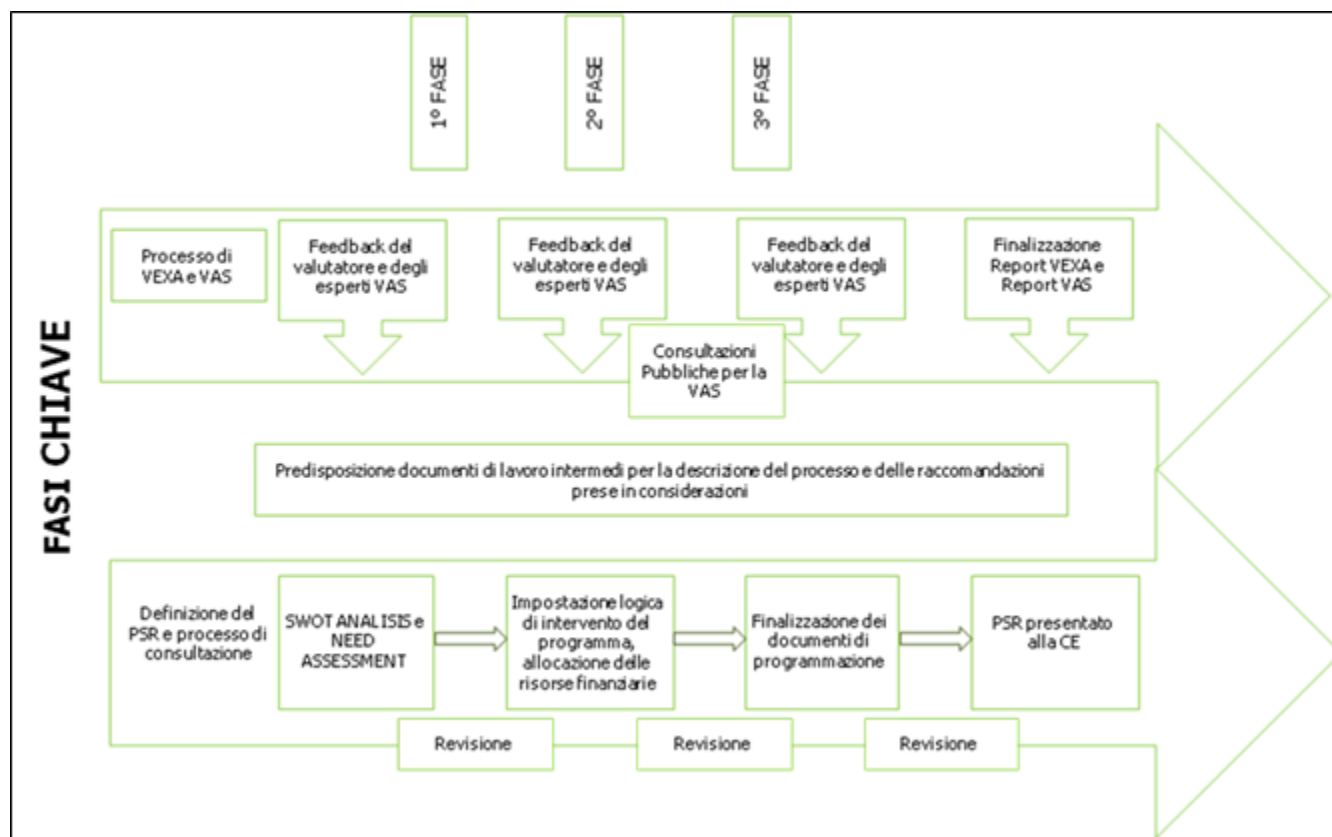 1° FASE
2° FASE
3° FASE
FASI CHIAVE
Processo di
VEXA e VAS
Feedback del
valutatore e degli
esperti VAS
Feedback del
valutatore e degli
esperti VAS
Feedback del
valutatore e degli
esperti VAS
Finalizzazione
Report VEXA e
Report VAS
Consultazioni
Pubbliche per la
VAS
Predisposizione documenti di lavoro intermedi per la descrizione del processo e delle raccomandazioni
prese in considerazioni
Definizione del
PSR e processo di
consultazione
SWOT ANALISIS e
NEED
ASSESSMENT
Impostazione logica
di intervento del
programma,
allocazione delle
risorse finanziarie
Finalizzazione dei
documenti di
programmazione
PSR presentato
alla CE
Revisione
Revisione
Revisione